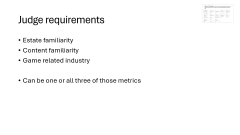 Judge requirements
• Estate familiarity
• Content familiarity
• Game related industry
• Can be one or all three of those metrics